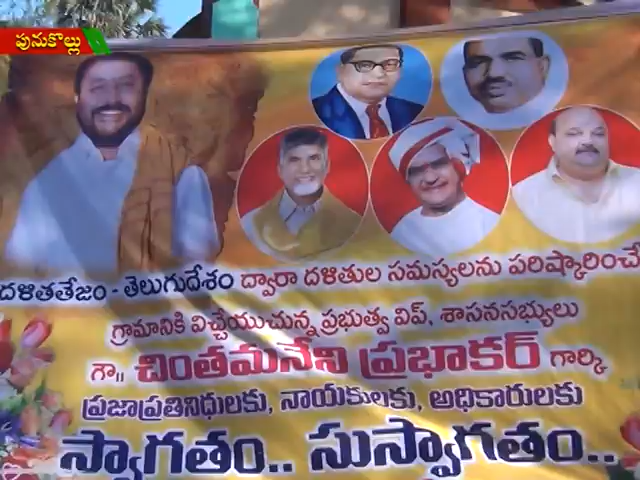 పునుకొల్లు
దళితతేజం - తెలుగుదేశం ద్వారా దళితుల సమస్యలను పరిష్కారించే
గ్రామానికి విచ్చేయుచున్న ప్రభుత్వ విప్, శాసనసభ్యులు
గౌ॥ చింతమనేని ప్రభాకర్ గార్కి
ప్రజాప్రతినిధులకు, నాయకులకు, అధికారులకు
స్వాగతం.. సుస్వాగతం..